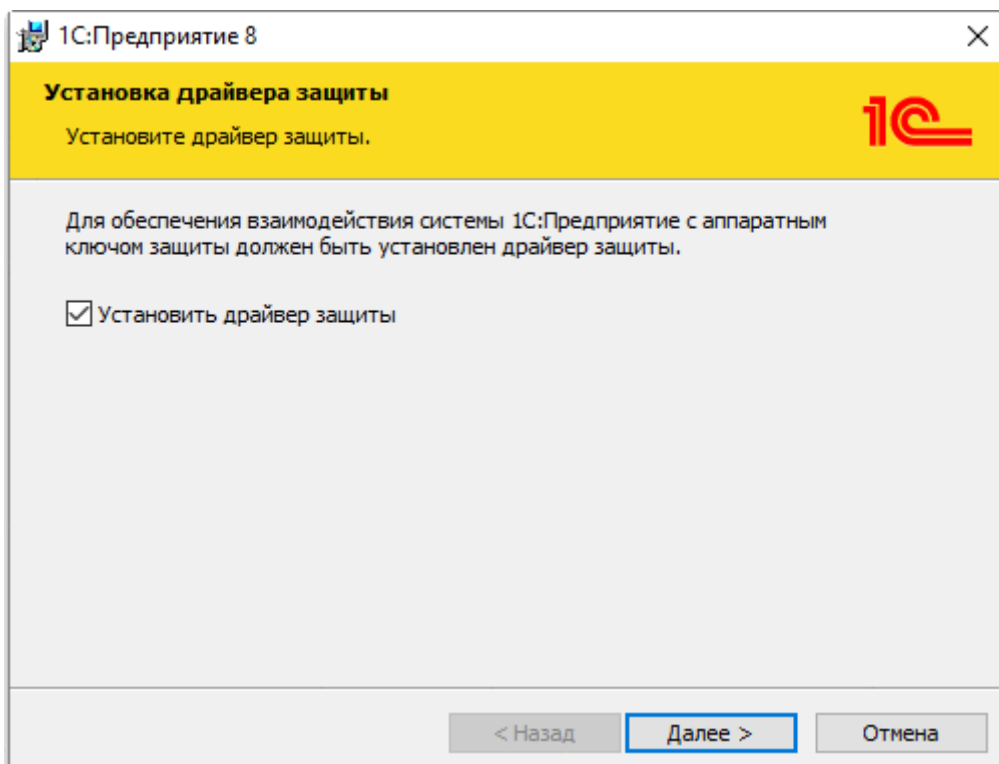 1С:Предприятие 8
Установка драйвера защиты
Установите драйвер защиты.
1С
Для обеспечения взаимодействия системы 1С:Предприятие с аппаратным
ключом защиты должен быть установлен драйвер защиты.
Установить драйвер защиты
< Назад
Далее >
Отмена